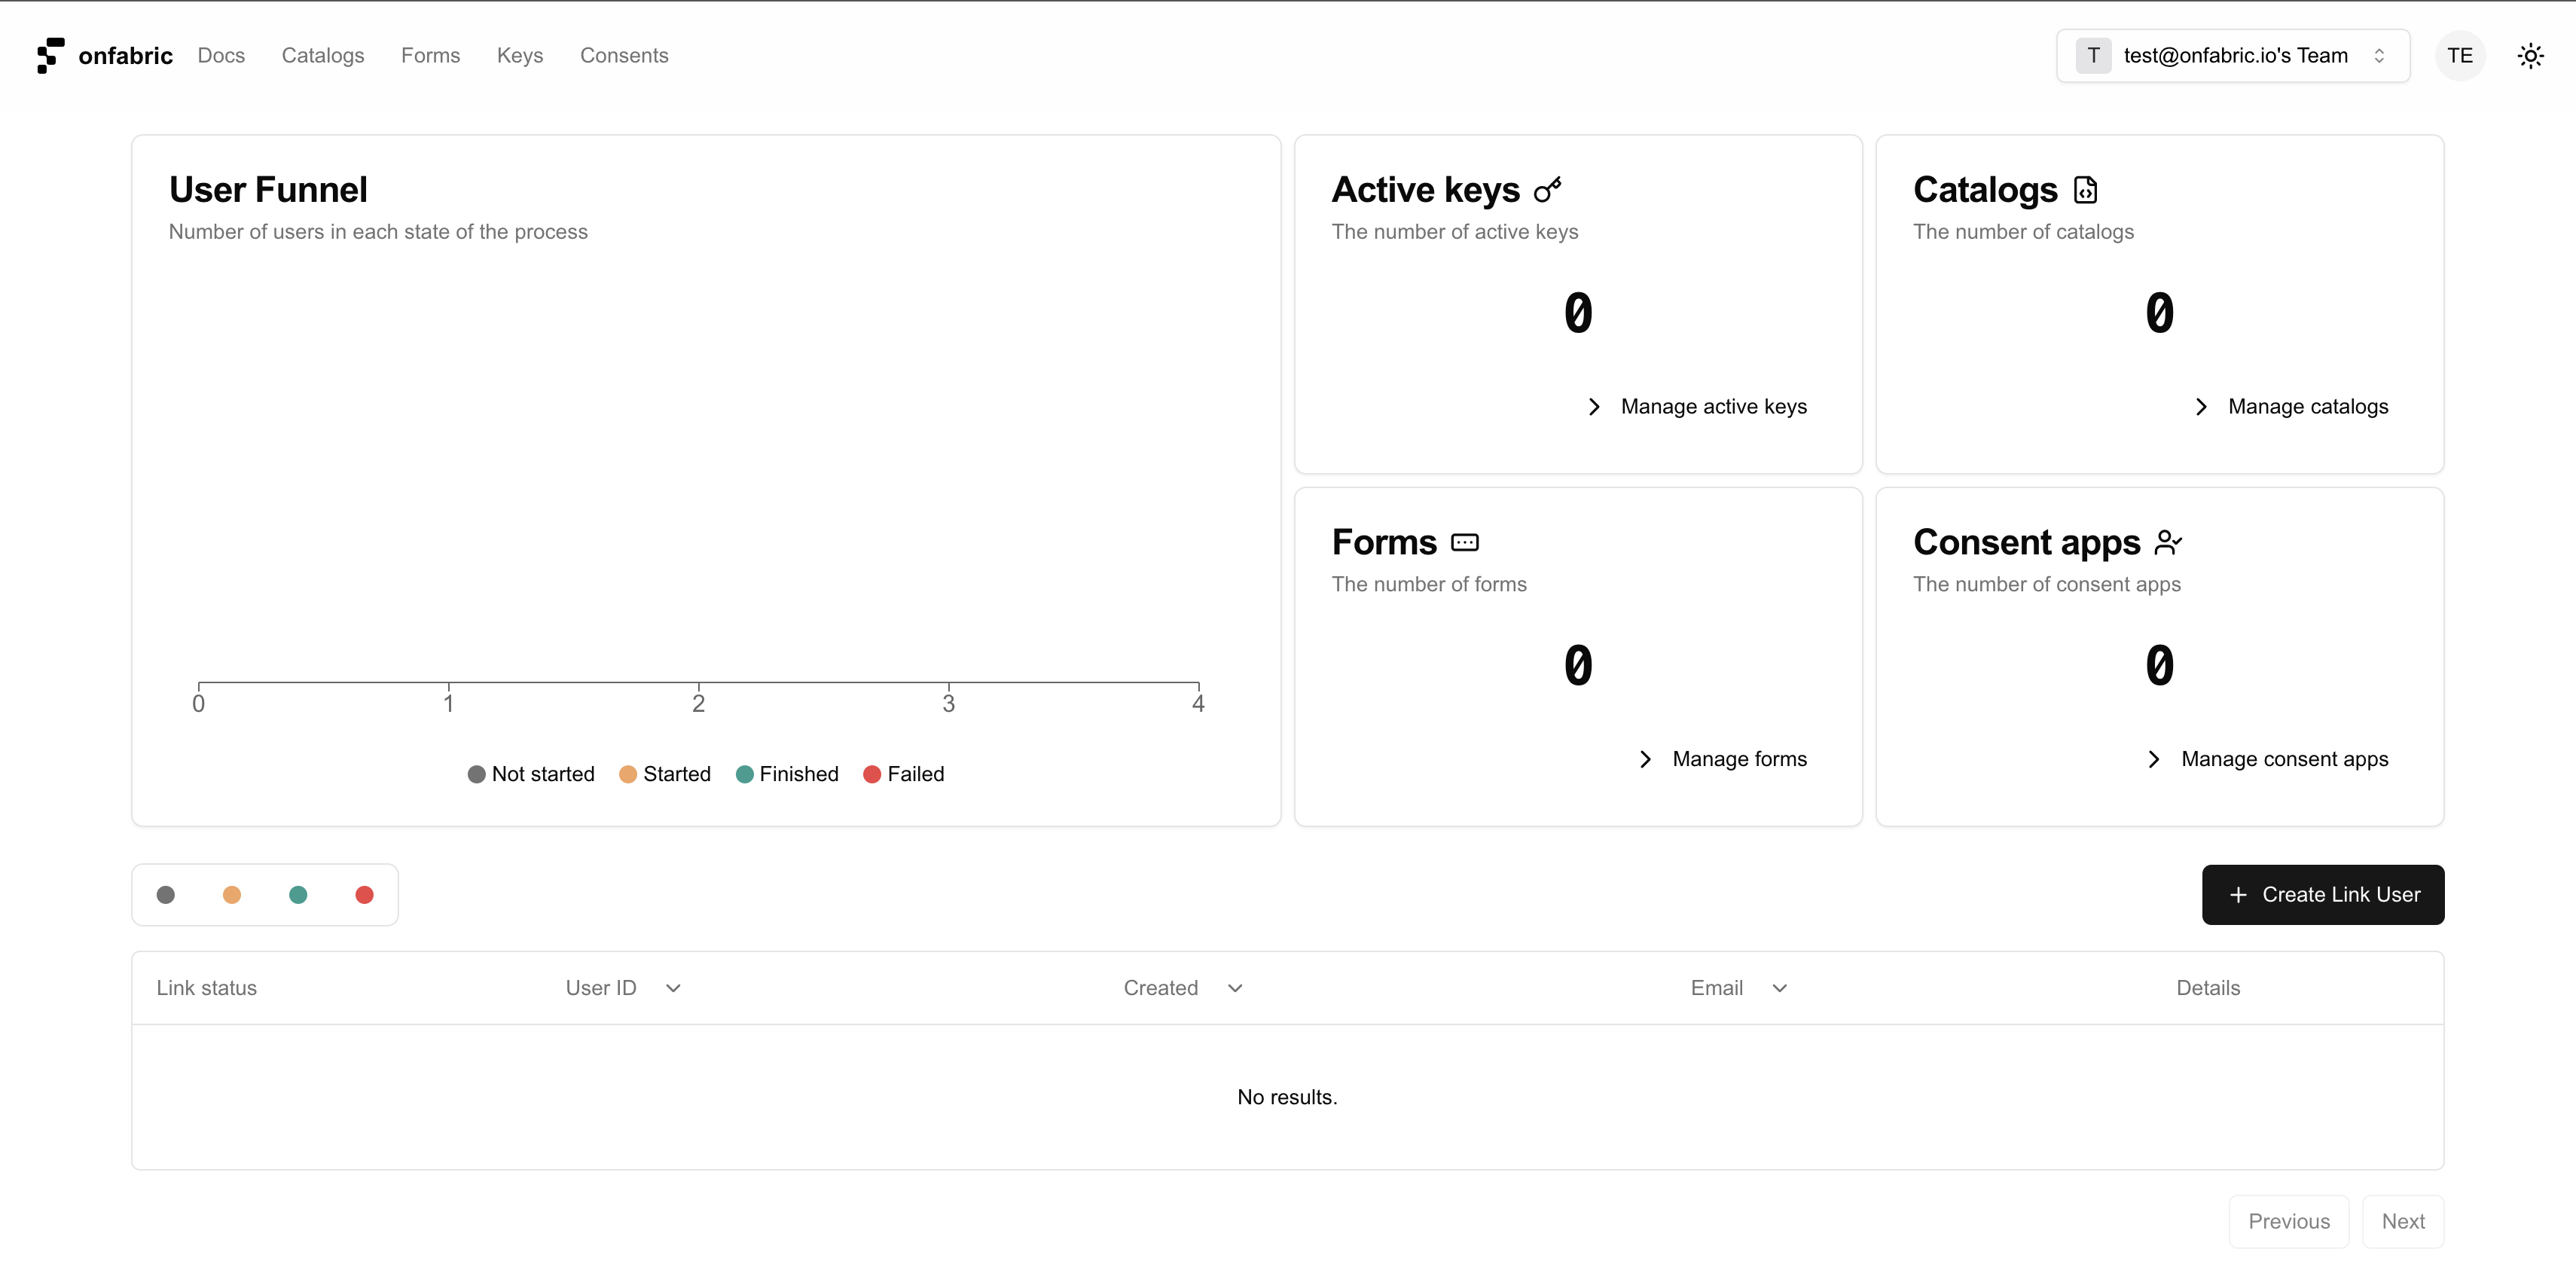 onfabric Docs Catalogs Forms Keys Consents T test@onfabric.io's Team TE
User Funnel
Number of users in each state of the process
0 1 2 3 4
Not started Started Finished Failed
Active keys
The number of active keys
0
Manage active keys
Catalogs
The number of catalogs
0
Manage catalogs
Forms
The number of forms
0
Manage forms
Consent apps
The number of consent apps
0
Manage consent apps
Create Link User
Link status User ID Created Email Details
No results.
Previous Next